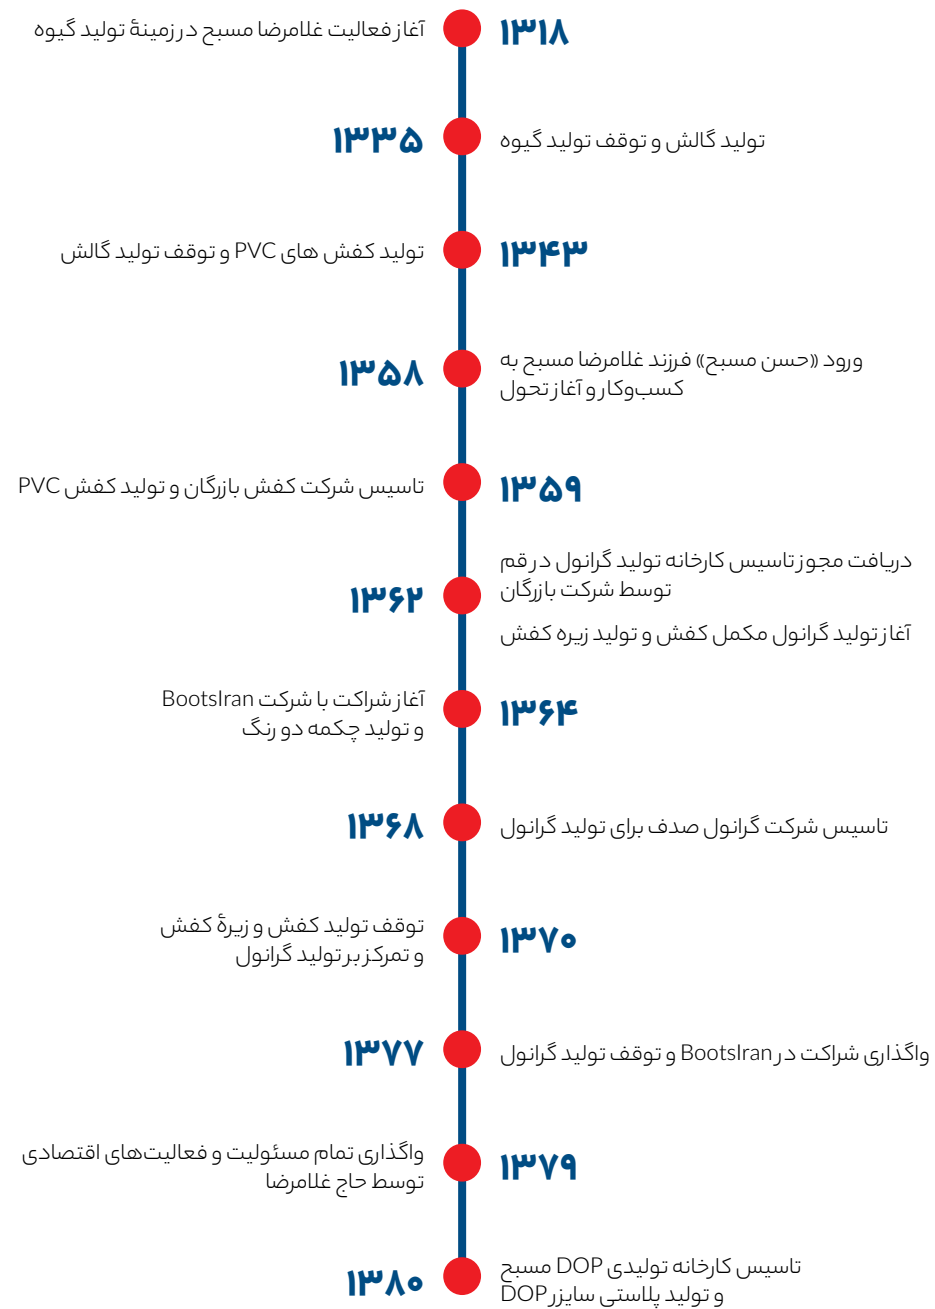 ۱۳۱۸
آغاز فعالیت غلامرضا مسبح در زمینهٔ تولید گیوه
۱۳۳۵
تولید گالش و توقف تولید گیوه
۱۳۴۳
تولید کفش های PVC و توقف تولید گالش
۱۳۵۸
ورود «حسن مسبح» فرزند غلامرضا مسبح به
کسب‌وکار و آغاز تحول
۱۳۵۹
تاسیس شرکت کفش بازرگان و تولید کفش PVC
۱۳۶۲
دریافت مجوز تاسیس کارخانه تولید گرانول در قم
توسط شرکت بازرگان
آغاز تولید گرانول مکمل کفش و تولید زیره کفش
۱۳۶۴
آغاز شراکت با شرکت BootsIran
و تولید چکمه دو رنگ
۱۳۶۸
تاسیس شرکت گرانول صدف برای تولید گرانول
۱۳۷۰
توقف تولید کفش و زیرهٔ کفش
و تمرکز بر تولید گرانول
۱۳۷۷
واگذاری شراکت در BootsIran و توقف تولید گرانول
۱۳۷۹
واگذاری تمام مسئولیت و فعالیت‌های اقتصادی
توسط حاج غلامرضا
۱۳۸۰
تاسیس کارخانه تولیدی DOP مسبح
و تولید پلاستی سایزر DOP